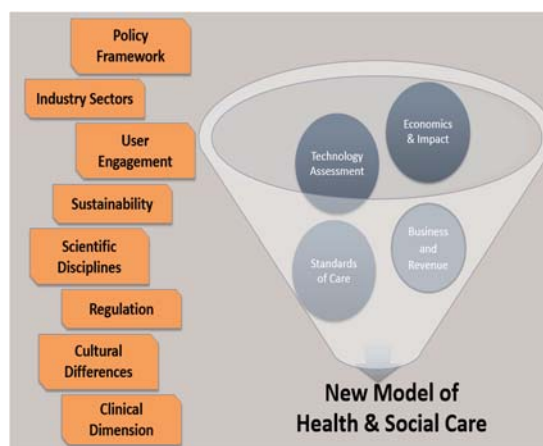 Policy
Framework
Industry Sectors
User
Engagement
Sustainability
Scientific
Disciplines
Regulation
Cultural
Differences
Clinical
Dimension
Economics
& Impact
Technology
Assessment
Business
and
Revenue
Standards
of Care
New Model of
Health & Social Care